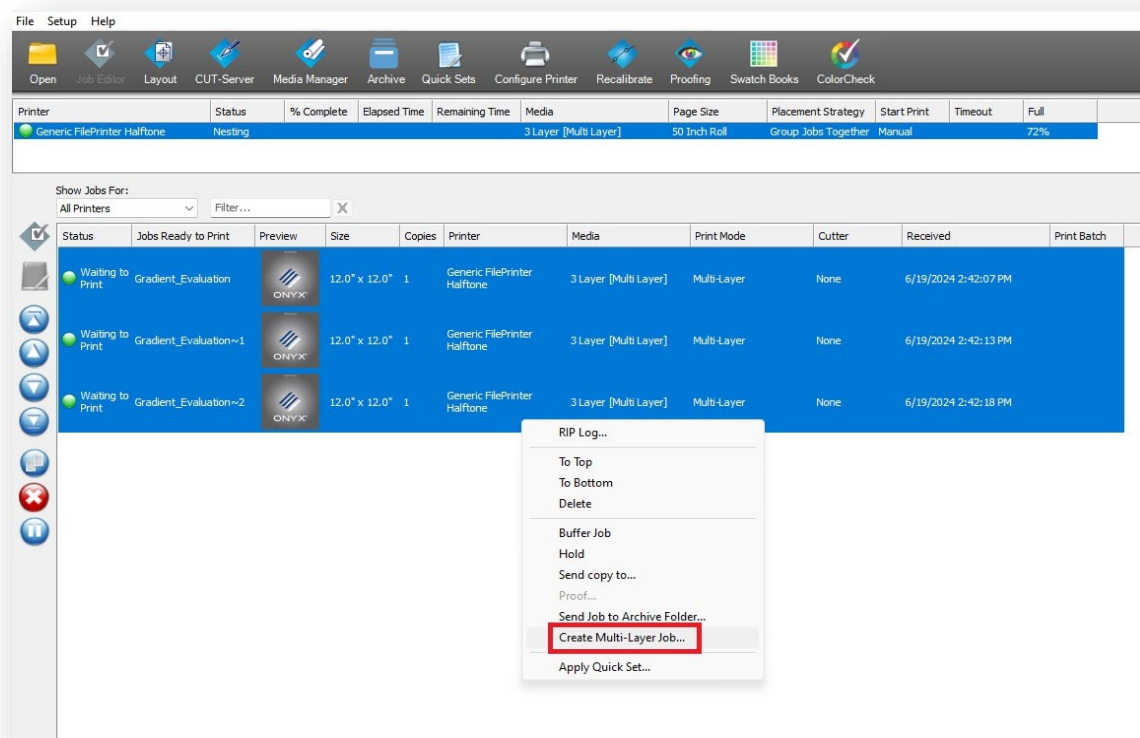 File Setup Help
Open Job Editor Layout CUT-Server Media Manager Archive Quick Sets Configure Printer Recalibrate Proofing Swatch Books ColorCheck
Printer Status % Complete Elapsed Time Remaining Time Media Page Size Placement Strategy Start Print Timeout Full
Generic FilePrinter Halftone Nesting 3 Layer [Multi Layer] 50 Inch Roll Group Jobs Together Manual 72%
Show Jobs For:
All Printers Filter... X
Status Jobs Ready to Print Preview Size Copies Printer Media Print Mode Cutter Received Print Batch
Waiting to Print Gradient_Evaluation ONYX 12.0" x 12.0" 1 Generic FilePrinter Halftone 3 Layer [Multi Layer] Multi-Layer None 6/19/2024 2:42:07 PM
Waiting to Print Gradient_Evaluation~1 ONYX 12.0" x 12.0" 1 Generic FilePrinter Halftone 3 Layer [Multi Layer] Multi-Layer None 6/19/2024 2:42:13 PM
Waiting to Print Gradient_Evaluation~2 ONYX 12.0" x 12.0" 1 Generic FilePrinter Halftone 3 Layer [Multi Layer] Multi-Layer None 6/19/2024 2:42:18 PM
RIP Log...
To Top
To Bottom
Delete
Buffer Job
Hold
Send copy to...
Proof...
Send Job to Archive Folder...
Create Multi-Layer Job...
Apply Quick Set...